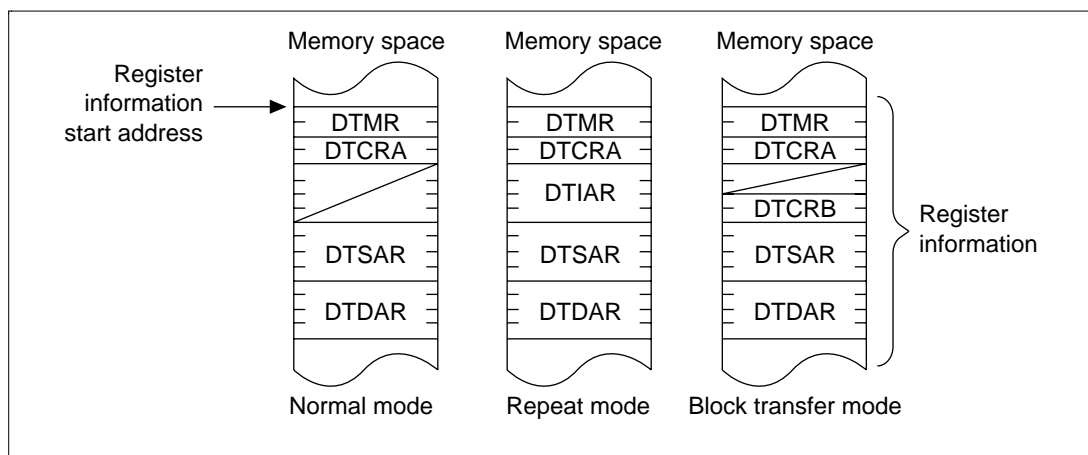 Memory space
Memory space
Memory space
Register
information
start address
DTMR
DTCRA
DTSAR
DTDAR
Normal mode
DTMR
DTCRA
DTIAR
DTSAR
DTDAR
Repeat mode
DTMR
DTCRA
DTCRB
DTSAR
DTDAR
Block transfer mode
Register
information